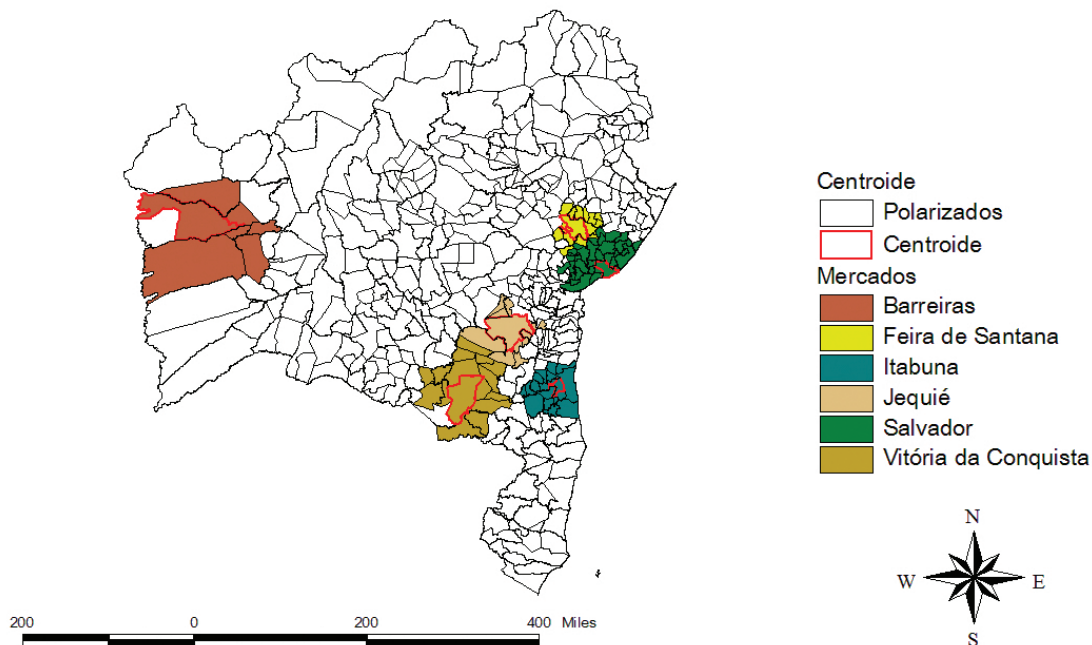 Centroide
Polarizados
Centroide
Mercados
Barreiras
Feira de Santana
Itabuna
Jequié
Salvador
Vitória da Conquista
N
W E
S
200 0 200 400 Miles